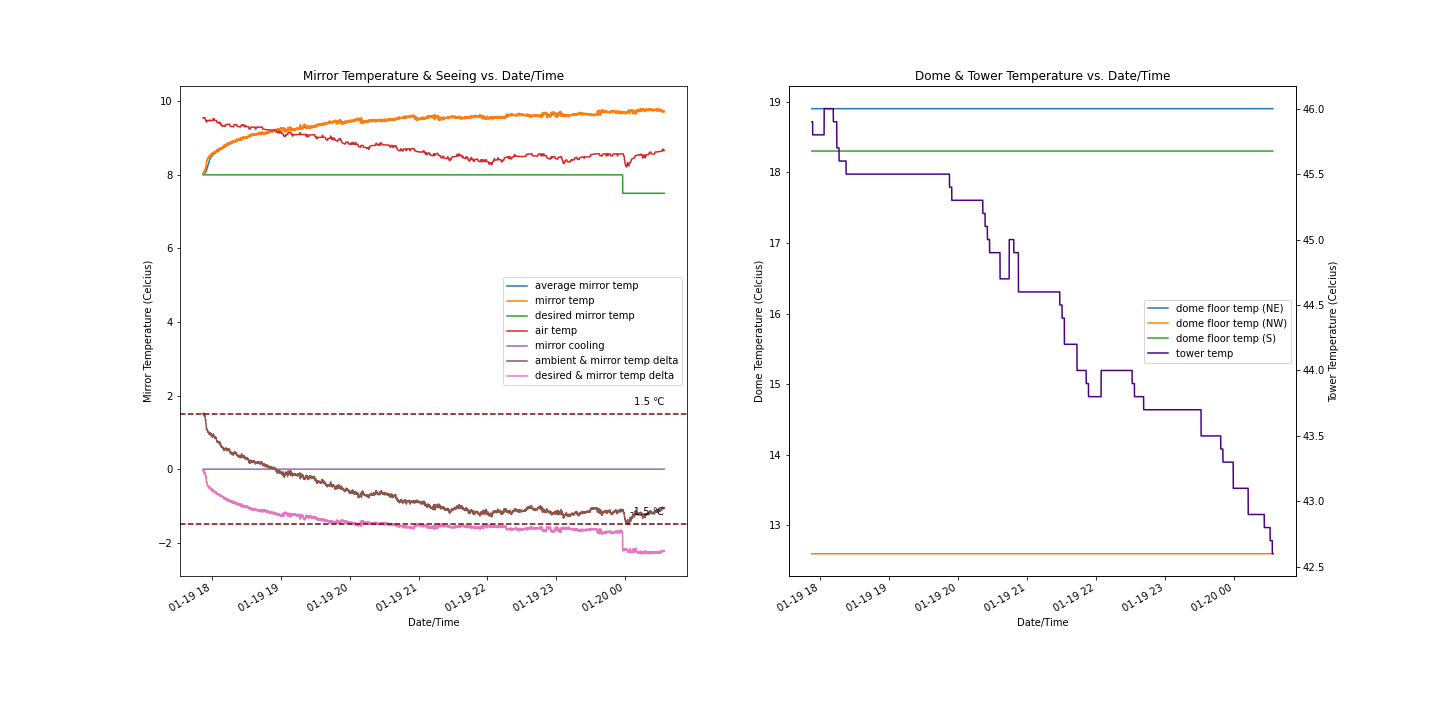 Mirror Temperature & Seeing vs. Date/Time
Mirror Temperature (Celcius)
10
8
6
4
2
0
−2
average mirror temp
mirror temp
desired mirror temp
air temp
mirror cooling
ambient & mirror temp delta
desired & mirror temp delta
1.5 °C
-1.5 °C
01-19 18
01-19 19
01-19 20
01-19 21
01-19 22
01-19 23
01-20 00
Date/Time
Dome & Tower Temperature vs. Date/Time
Dome Temperature (Celcius)
19
18
17
16
15
14
13
dome floor temp (NE)
dome floor temp (NW)
dome floor temp (S)
tower temp
46.0
45.5
45.0
44.5
44.0
43.5
43.0
42.5
Tower Temperature (Celcius)
01-19 18
01-19 19
01-19 20
01-19 21
01-19 22
01-19 23
01-20 00
Date/Time